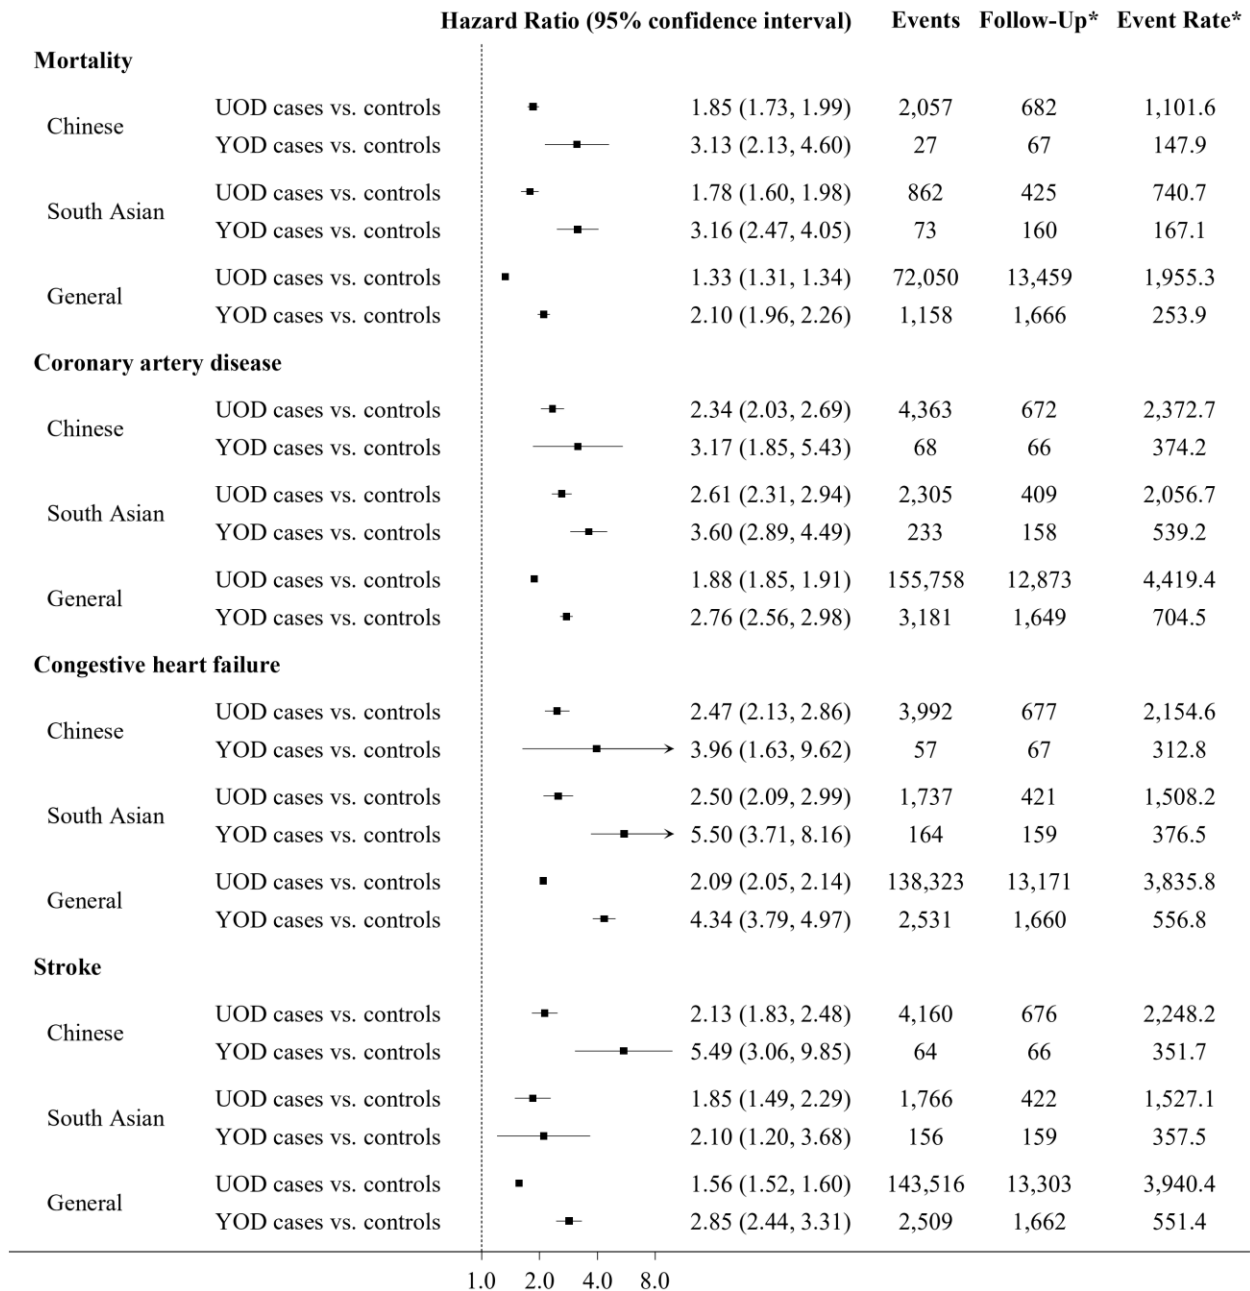 Hazard Ratio (95% confidence interval) Events Follow-Up* Event Rate*
Mortality
Chinese
UOD cases vs. controls 1.85 (1.73, 1.99) 2,057 682 1,101.6
YOD cases vs. controls 3.13 (2.13, 4.60) 27 67 147.9
South Asian
UOD cases vs. controls 1.78 (1.60, 1.98) 862 425 740.7
YOD cases vs. controls 3.16 (2.47, 4.05) 73 160 167.1
General
UOD cases vs. controls 1.33 (1.31, 1.34) 72,050 13,459 1,955.3
YOD cases vs. controls 2.10 (1.96, 2.26) 1,158 1,666 253.9
Coronary artery disease
Chinese
UOD cases vs. controls 2.34 (2.03, 2.69) 4,363 672 2,372.7
YOD cases vs. controls 3.17 (1.85, 5.43) 68 66 374.2
South Asian
UOD cases vs. controls 2.61 (2.31, 2.94) 2,305 409 2,056.7
YOD cases vs. controls 3.60 (2.89, 4.49) 233 158 539.2
General
UOD cases vs. controls 1.88 (1.85, 1.91) 155,758 12,873 4,419.4
YOD cases vs. controls 2.76 (2.56, 2.98) 3,181 1,649 704.5
Congestive heart failure
Chinese
UOD cases vs. controls 2.47 (2.13, 2.86) 3,992 677 2,154.6
YOD cases vs. controls 3.96 (1.63, 9.62) 57 67 312.8
South Asian
UOD cases vs. controls 2.50 (2.09, 2.99) 1,737 421 1,508.2
YOD cases vs. controls 5.50 (3.71, 8.16) 164 159 376.5
General
UOD cases vs. controls 2.09 (2.05, 2.14) 138,323 13,171 3,835.8
YOD cases vs. controls 4.34 (3.79, 4.97) 2,531 1,660 556.8
Stroke
Chinese
UOD cases vs. controls 2.13 (1.83, 2.48) 4,160 676 2,248.2
YOD cases vs. controls 5.49 (3.06, 9.85) 64 66 351.7
South Asian
UOD cases vs. controls 1.85 (1.49, 2.29) 1,766 422 1,527.1
YOD cases vs. controls 2.10 (1.20, 3.68) 156 159 357.5
General
UOD cases vs. controls 1.56 (1.52, 1.60) 143,516 13,303 3,940.4
YOD cases vs. controls 2.85 (2.44, 3.31) 2,509 1,662 551.4
1.0 2.0 4.0 8.0